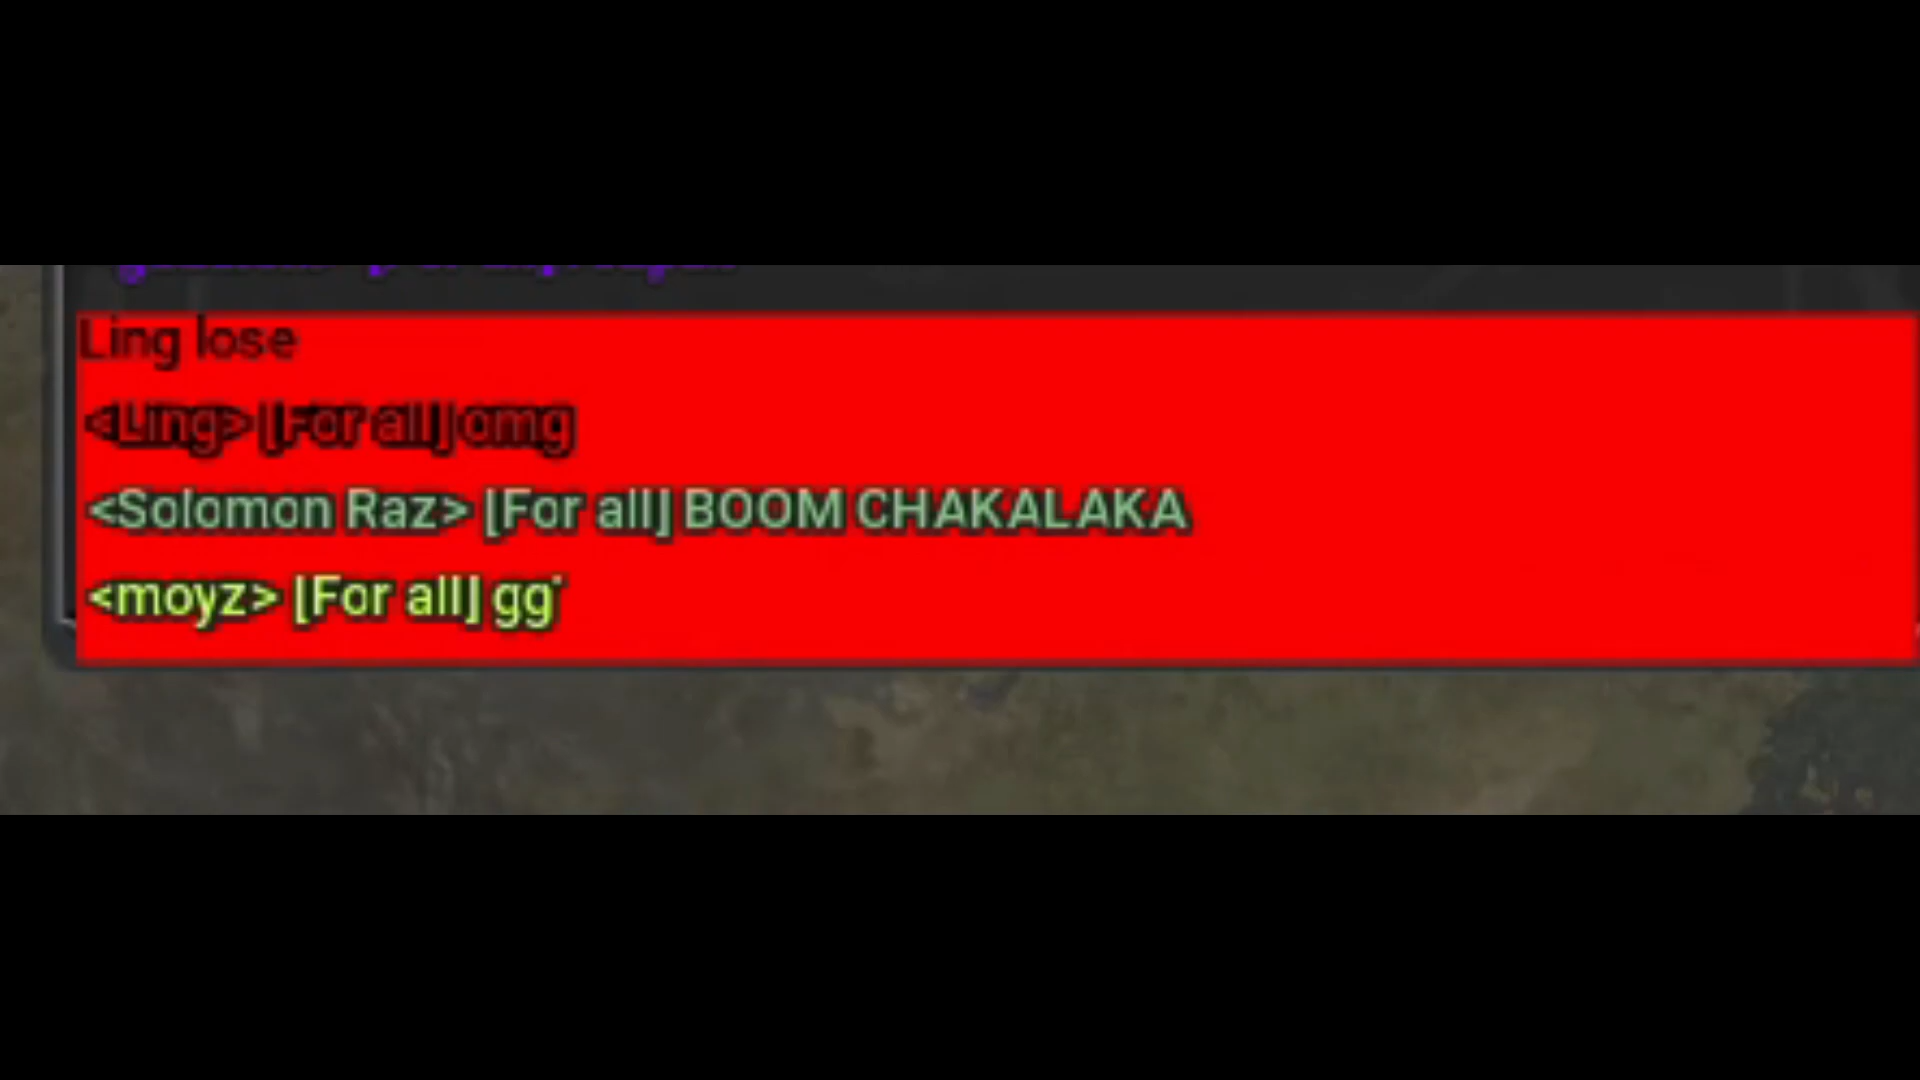 Ling lose
<Ling> [For all] omg
<Solomon Raz> [For all] BOOM CHAKALAKA
<moyz> [For all] gg